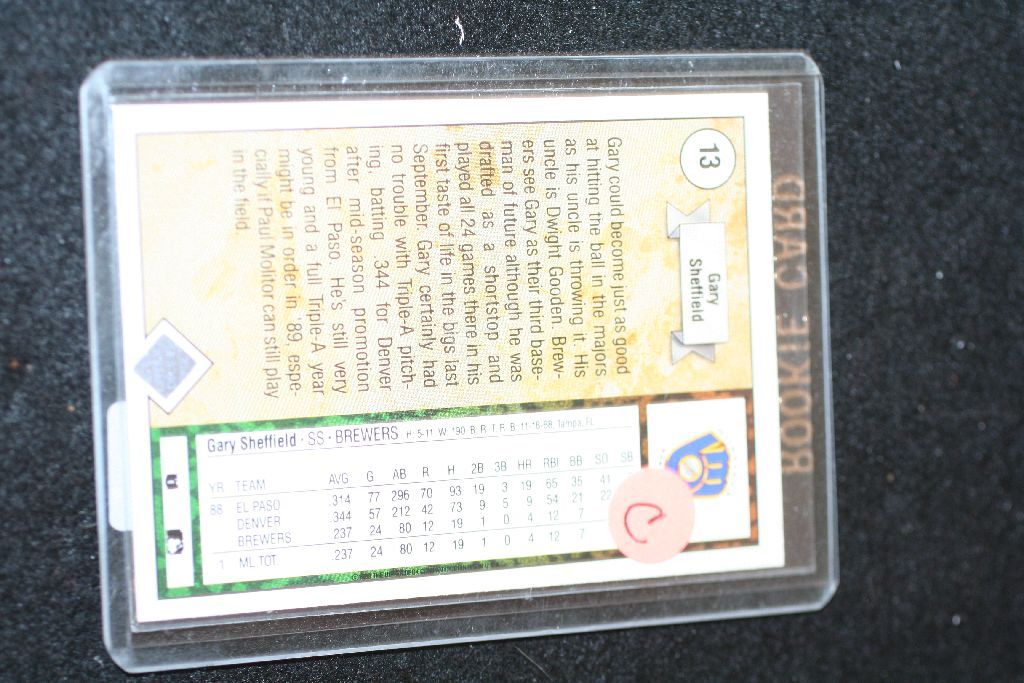 ROOKIE CARD
13
Gary
Sheffield
Gary could become just as good
at hitting the ball in the majors
as his uncle is throwing it. His
uncle is Dwight Gooden. Brew-
ers see Gary as their third base-
man of future although he was
drafted as a shortstop and
played all 24 games there in his
first taste of life in the bigs last
September. Gary certainly had
no trouble with Triple-A pitch-
ing, batting .344 for Denver
after mid-season promotion
from El Paso. He's still very
young and a full Triple-A year
might be in order in '89, espe-
cially if Paul Molitor can still play
in the field.
Gary Sheffield · SS · BREWERS H: 5-11 W: 190 B: R T: R B: 11-18-68, Tampa, FL
YR TEAM AVG G AB R H 2B 3B HR RBI BB SO SB
88 EL PASO .314 77 296 70 93 19 3 19 65 35 41
DENVER .344 57 212 42 73 9 5 9 54 21 22
BREWERS .237 24 80 12 19 1 0 4 12 7
1 ML TOT. .237 24 80 12 19 1 0 4 12 7
C